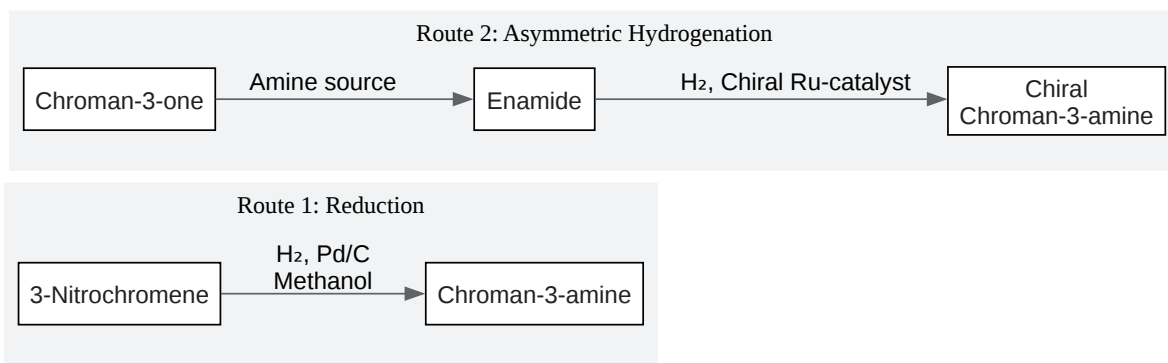 Route 2: Asymmetric Hydrogenation
Chroman-3-one
Amine source
Enamide
H₂, Chiral Ru-catalyst
Chiral
Chroman-3-amine
Route 1: Reduction
3-Nitrochromene
H₂, Pd/C
Methanol
Chroman-3-amine